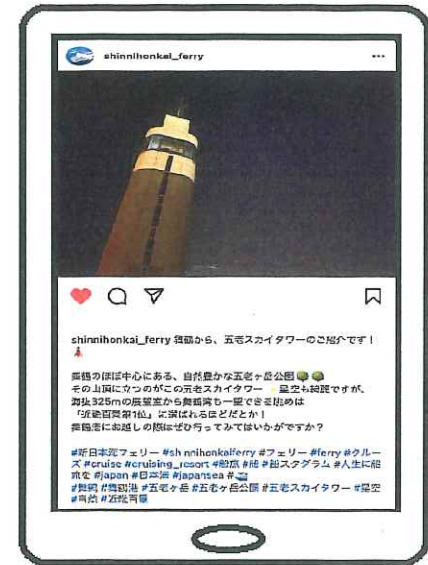 shinnihonkai_ferry
shinnihonkai_ferry 舞鶴から、五老スカイタワーのご紹介です！
舞鶴のほぼ中心にある、自然豊かな五老ヶ岳公園
その山頂に立つのがこの五老スカイタワー 星空も綺麗ですが、
海抜325mの展望室から舞鶴湾も一望できる眺めは
「近畿百景第1位」に選ばれるほどだとか！
舞鶴港にお越しの際はぜひ行ってみてはいかがですか？
#新日本海フェリー #shinnihonkaiferry #フェリー #ferry #クルー
ズ #cruise #cruising_resort #船旅 #船 #船スタグラム #人生に船
旅を #japan #日本海 #japansea #
#舞鶴 #舞鶴港 #五老ヶ岳 #五老ヶ岳公園 #五老スカイタワー #星空
#自然 #近畿百景